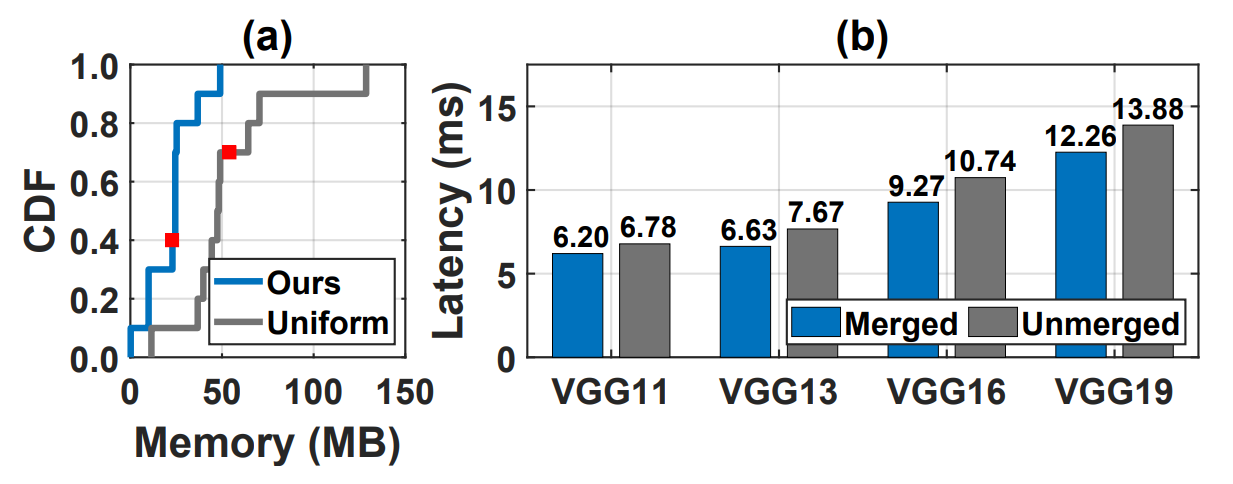 (a)
CDF
1.0
0.8
0.6
0.4
0.2
0.0
Ours
Uniform
0 50 100 150
Memory (MB)
(b)
Latency (ms)
15
10
5
0
6.20 6.78 6.63 7.67 9.27 10.74 12.26 13.88
Merged Unmerged
VGG11 VGG13 VGG16 VGG19